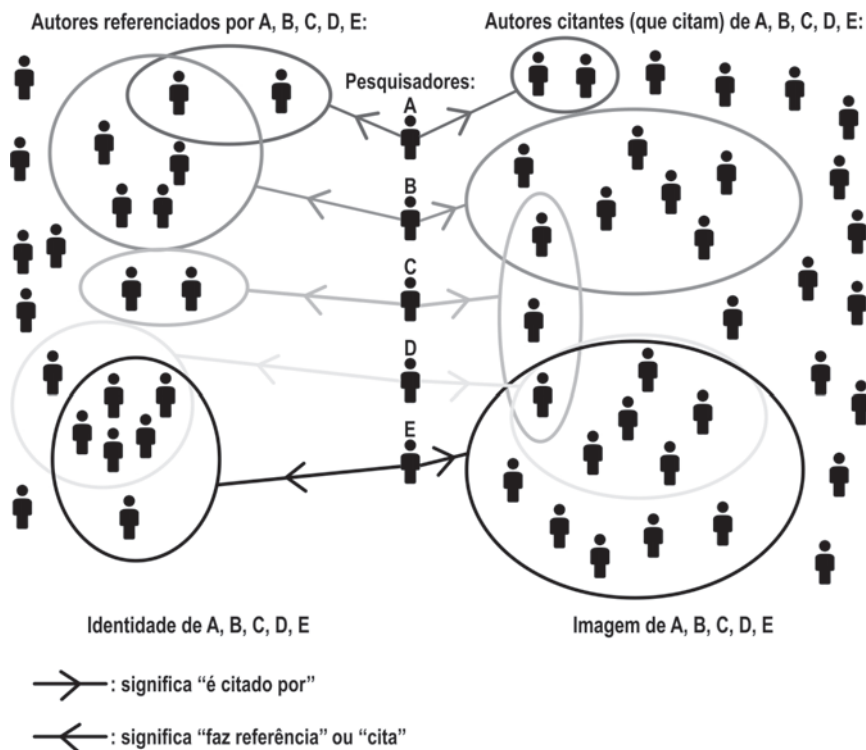 Autores referenciados por A, B, C, D, E:
Autores citantes (que citam) de A, B, C, D, E:
Pesquisadores:
A
B
C
D
E
Identidade de A, B, C, D, E
Imagem de A, B, C, D, E
: significa “é citado por”
: significa “faz referência” ou “cita”